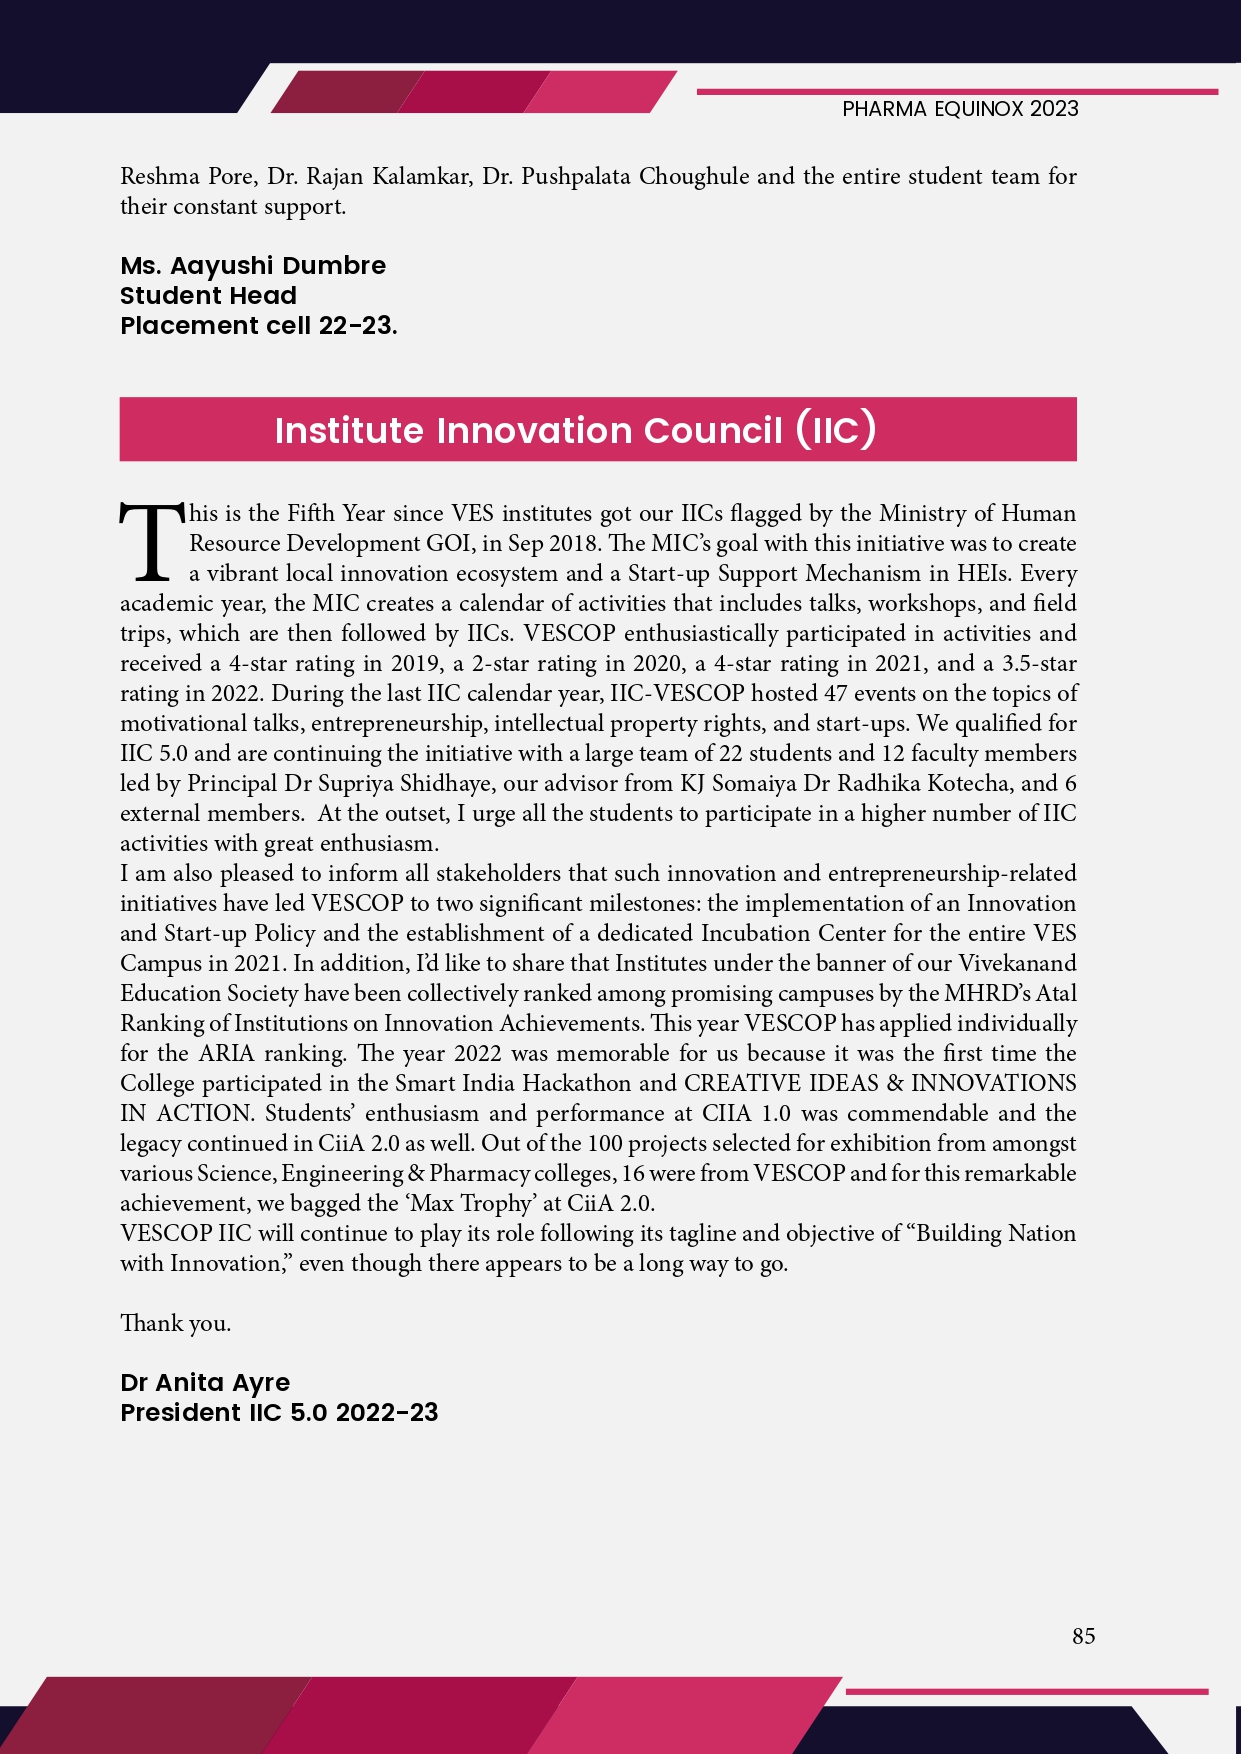 PHARMA EQUINOX 2023
Reshma Pore, Dr. Rajan Kalamkar, Dr. Pushpalata Choughule and the entire student team for
their constant support.
Ms. Aayushi Dumbre
Student Head
Placement cell 22-23.
Institute Innovation Council (IIC)
This is the Fifth Year since VES institutes got our IICs flagged by the Ministry of Human
Resource Development GOI, in Sep 2018. The MIC’s goal with this initiative was to create
a vibrant local innovation ecosystem and a Start-up Support Mechanism in HEIs. Every
academic year, the MIC creates a calendar of activities that includes talks, workshops, and field
trips, which are then followed by IICs. VESCOP enthusiastically participated in activities and
received a 4-star rating in 2019, a 2-star rating in 2020, a 4-star rating in 2021, and a 3.5-star
rating in 2022. During the last IIC calendar year, IIC-VESCOP hosted 47 events on the topics of
motivational talks, entrepreneurship, intellectual property rights, and start-ups. We qualified for
IIC 5.0 and are continuing the initiative with a large team of 22 students and 12 faculty members
led by Principal Dr Supriya Shidhaye, our advisor from KJ Somaiya Dr Radhika Kotecha, and 6
external members.  At the outset, I urge all the students to participate in a higher number of IIC
activities with great enthusiasm.
I am also pleased to inform all stakeholders that such innovation and entrepreneurship-related
initiatives have led VESCOP to two significant milestones: the implementation of an Innovation
and Start-up Policy and the establishment of a dedicated Incubation Center for the entire VES
Campus in 2021. In addition, I’d like to share that Institutes under the banner of our Vivekanand
Education Society have been collectively ranked among promising campuses by the MHRD’s Atal
Ranking of Institutions on Innovation Achievements. This year VESCOP has applied individually
for the ARIA ranking. The year 2022 was memorable for us because it was the first time the
College participated in the Smart India Hackathon and CREATIVE IDEAS & INNOVATIONS
IN ACTION. Students’ enthusiasm and performance at CIIA 1.0 was commendable and the
legacy continued in CiiA 2.0 as well. Out of the 100 projects selected for exhibition from amongst
various Science, Engineering & Pharmacy colleges, 16 were from VESCOP and for this remarkable
achievement, we bagged the ‘Max Trophy’ at CiiA 2.0.
VESCOP IIC will continue to play its role following its tagline and objective of “Building Nation
with Innovation,” even though there appears to be a long way to go.
Thank you.
Dr Anita Ayre
President IIC 5.0 2022-23
85